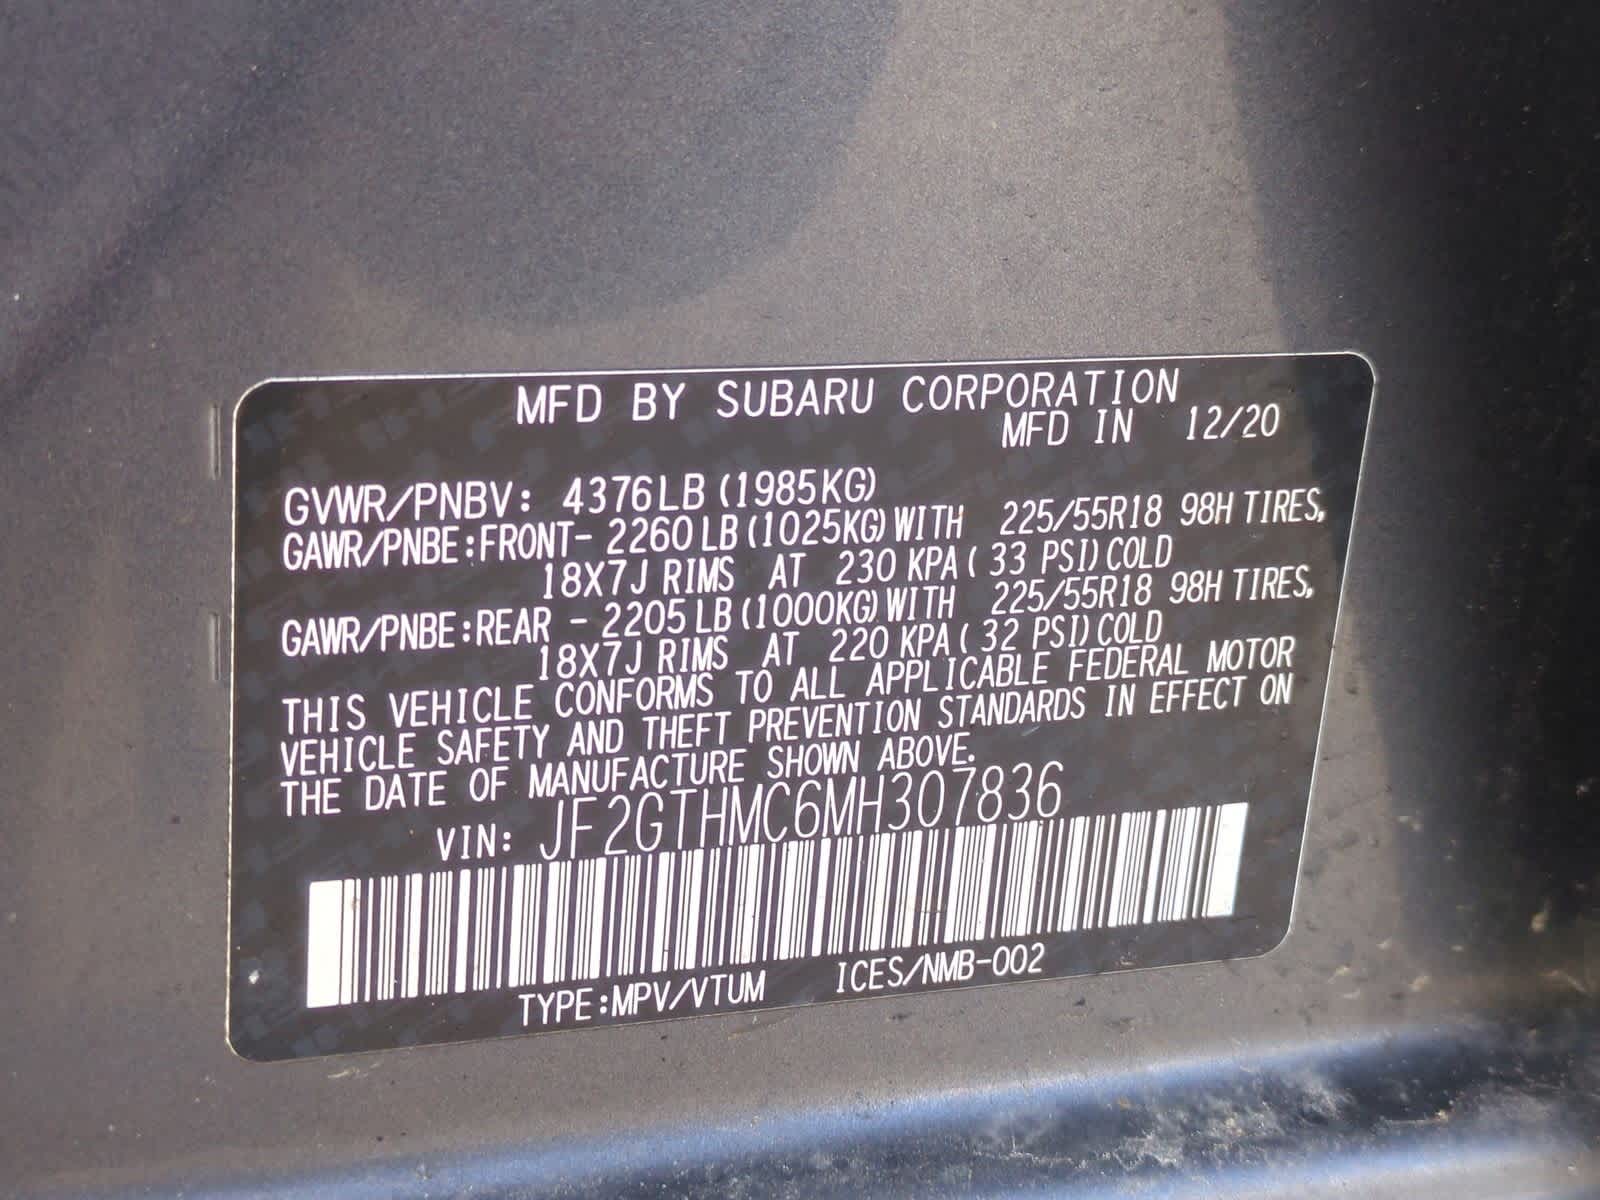 MFD BY SUBARU CORPORATION
MFD IN 12/20
GVWR/PNBV: 4376LB (1985KG)
GAWR/PNBE:FRONT- 2260 LB (1025KG) WITH 225/55R18 98H TIRES,
18X7J RIMS AT 230 KPA ( 33 PSI) COLD
GAWR/PNBE:REAR - 2205 LB (1000KG) WITH 225/55R18 98H TIRES,
18X7J RIMS AT 220 KPA ( 32 PSI) COLD
THIS VEHICLE CONFORMS TO ALL APPLICABLE FEDERAL MOTOR
VEHICLE SAFETY AND THEFT PREVENTION STANDARDS IN EFFECT ON
THE DATE OF MANUFACTURE SHOWN ABOVE.
VIN: JF2GTHMC6MH307836
TYPE:MPV/VTUM ICES/NMB-002